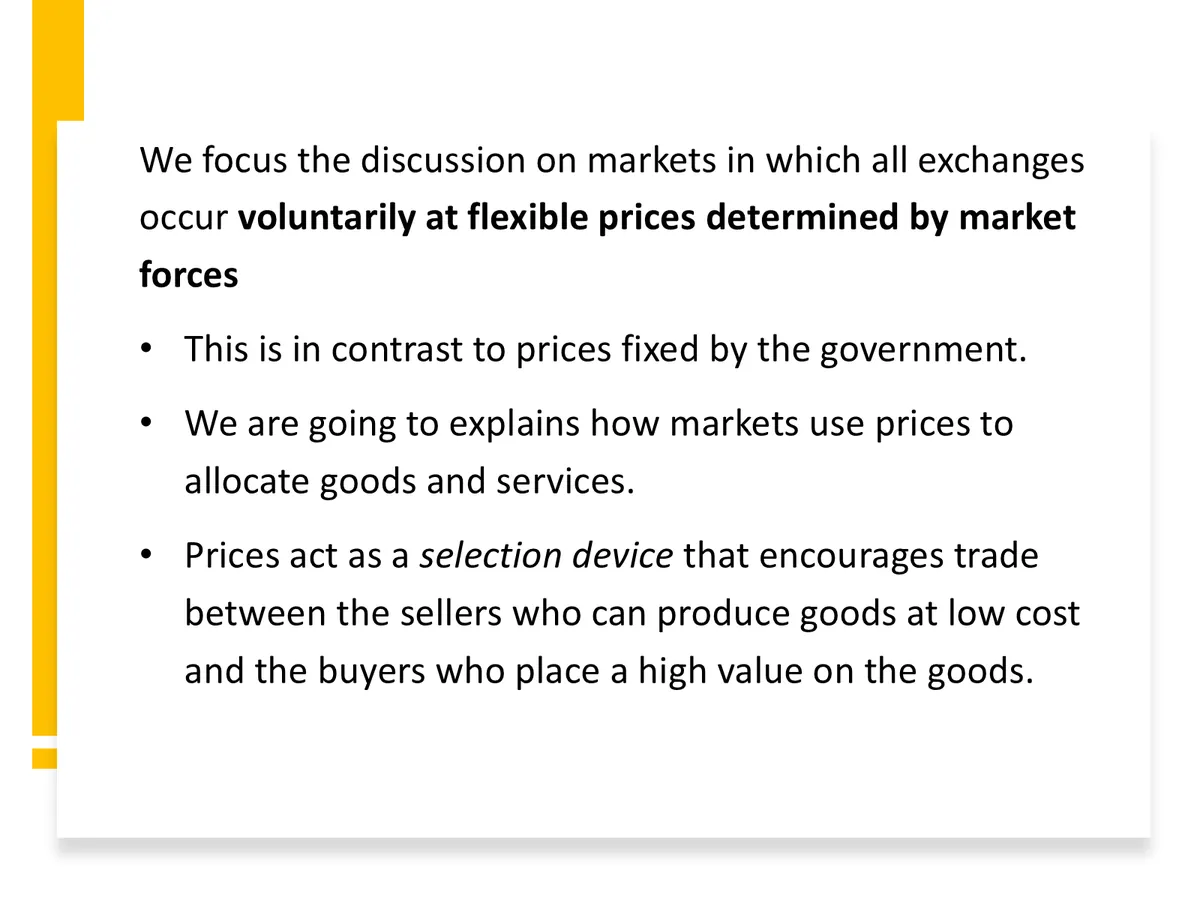 We focus the discussion on markets in which all exchanges
occur voluntarily at flexible prices determined by market
forces
• This is in contrast to prices fixed by the government.
• We are going to explains how markets use prices to
allocate goods and services.
• Prices act as a selection device that encourages trade
between the sellers who can produce goods at low cost
and the buyers who place a high value on the goods.